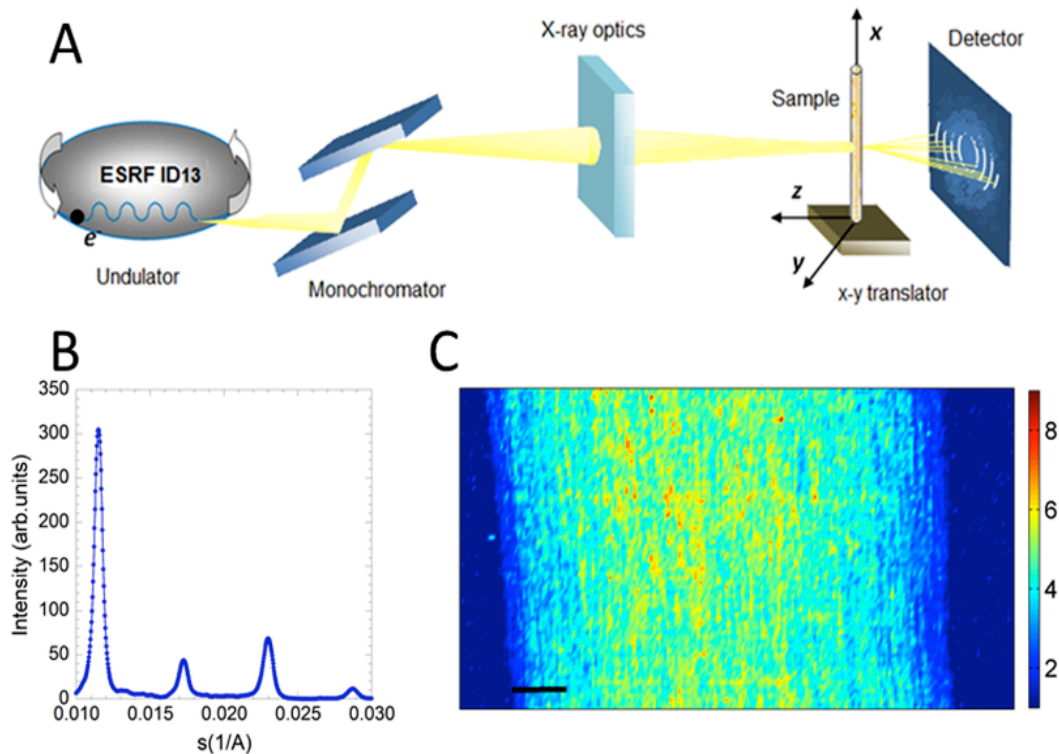 A
X-ray optics
x
Detector
Sample
ESRF ID13
z
e-
y
Undulator
Monochromator
x-y translator
B
C
350
300
250
200
150
100
50
0
Intensity (arb.units)
0.010 0.015 0.020 0.025 0.030
s(1/A)
8
6
4
2